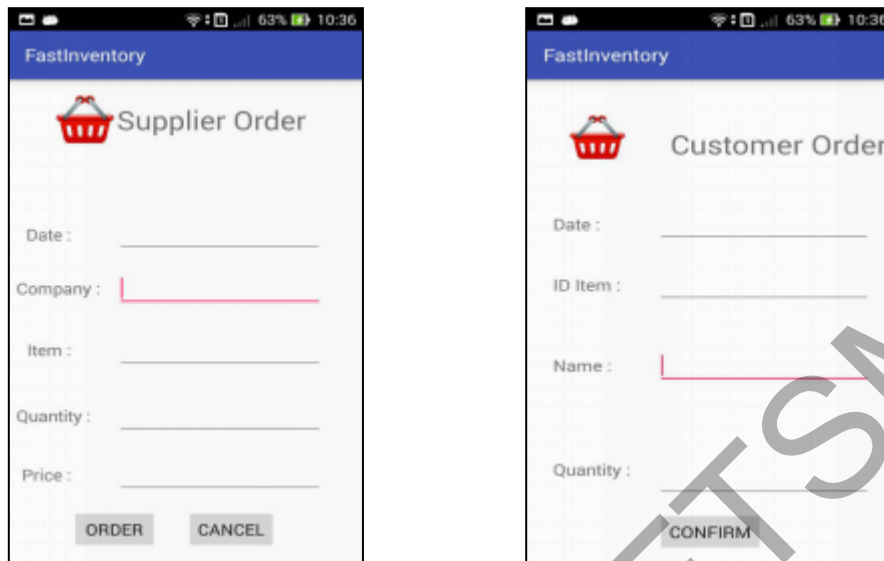 63% 10:36
FastInventory
Supplier Order
Date :
Company :
Item :
Quantity :
Price :
ORDER CANCEL
63% 10:36
FastInventory
Customer Order
Date :
ID Item :
Name :
Quantity :
CONFIRM
TTSM